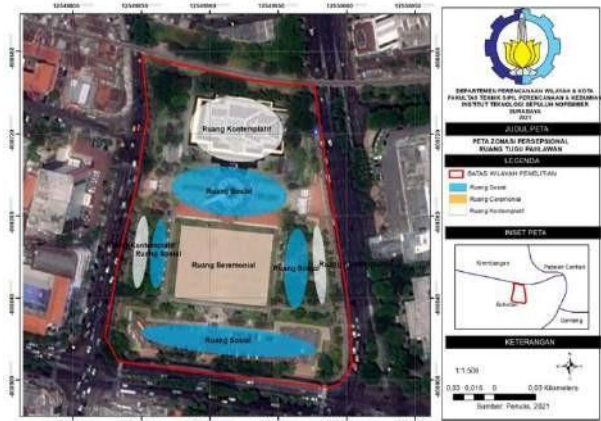 Ruang Kontemplatif
Ruang Sosial
Ruang Kontemplatif
Ruang Sosial
Ruang Seremonial
Ruang Sosial
Ruang Sosial
DEPARTEMEN PERENCANAAN WILAYAH & KOTA
FAKULTAS TEKNIK SIPIL PERENCANAAN & KEBUMIAN
INSTITUT TEKNOLOGI SEPULUH NOPEMBER
SURABAYA
2021
JUDUL PETA
PETA ZONASI PERSEPSIONAL
RUANG TUGU PAHLAWAN
LEGENDA
BATAS WILAYAH PENELITIAN
Ruang Sosial
Ruang Ceremonial
Ruang Kontemplatif
INSET PETA
Krembangan
Pabean Cantian
Bubutan
Genteng
KETERANGAN
1:1.500
0,03 0,015 0 0,03 Kilometers
Sumber: Penulis, 2021